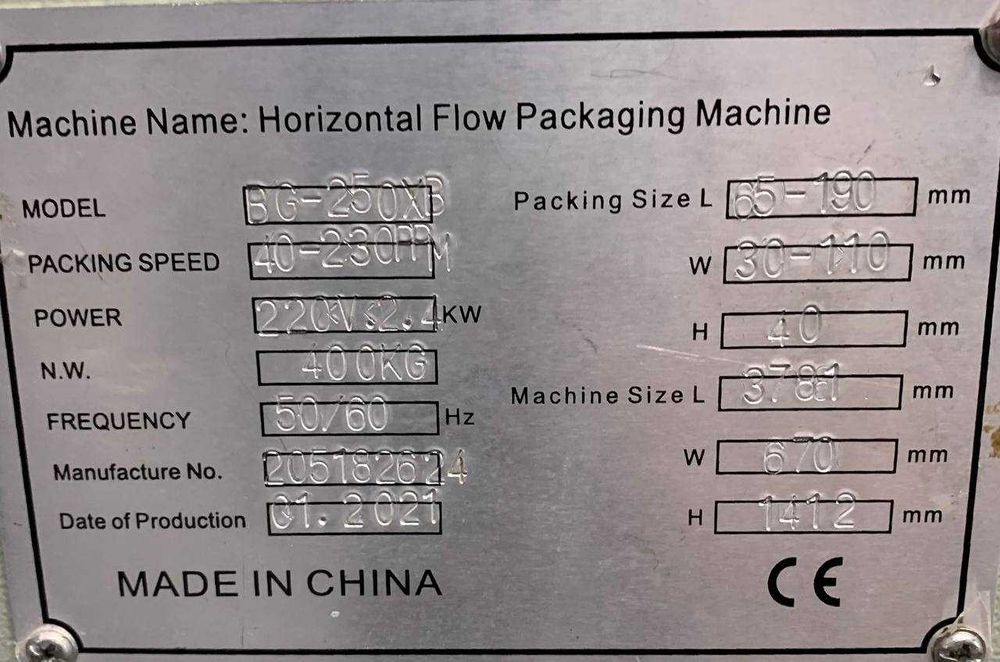 Machine Name: Horizontal Flow Packaging Machine
MODEL BG-250XB
PACKING SPEED 40-230PPM
POWER 220V.2.4KW
N.W. 400KG
FREQUENCY 50/60 Hz
Manufacture No. 205182624
Date of Production 01.2021
MADE IN CHINA
Packing Size L 65-190 mm
W 30-110 mm
H 40 mm
Machine Size L 3781 mm
W 670 mm
H 1412 mm
CE